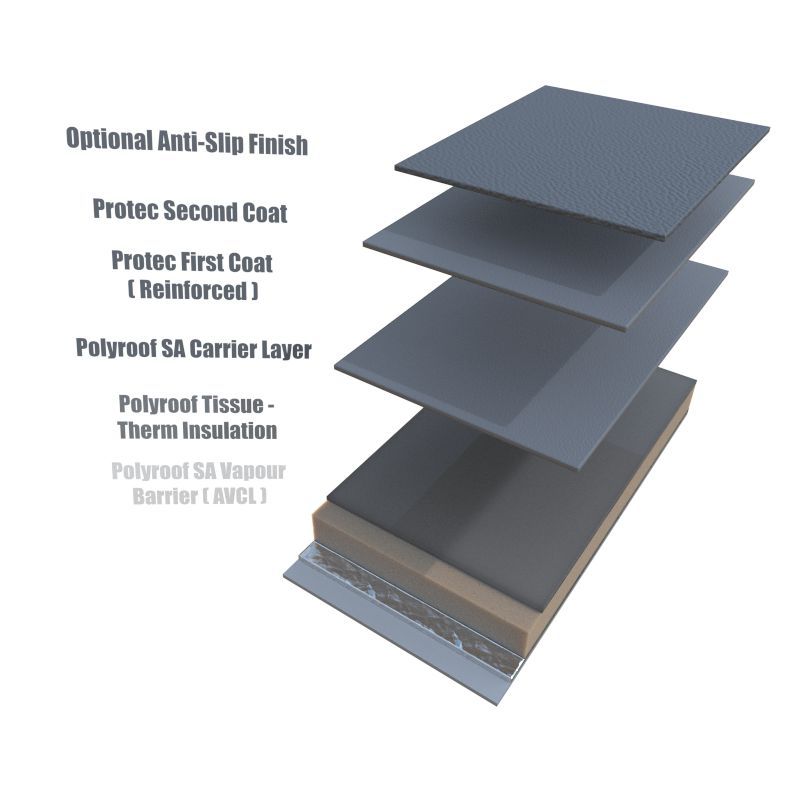 Optional Anti-Slip Finish
Protec Second Coat
Protec First Coat
( Reinforced )
Polyroof SA Carrier Layer
Polyroof Tissue -
Therm Insulation
Polyroof SA Vapour
Barrier ( AVCL )